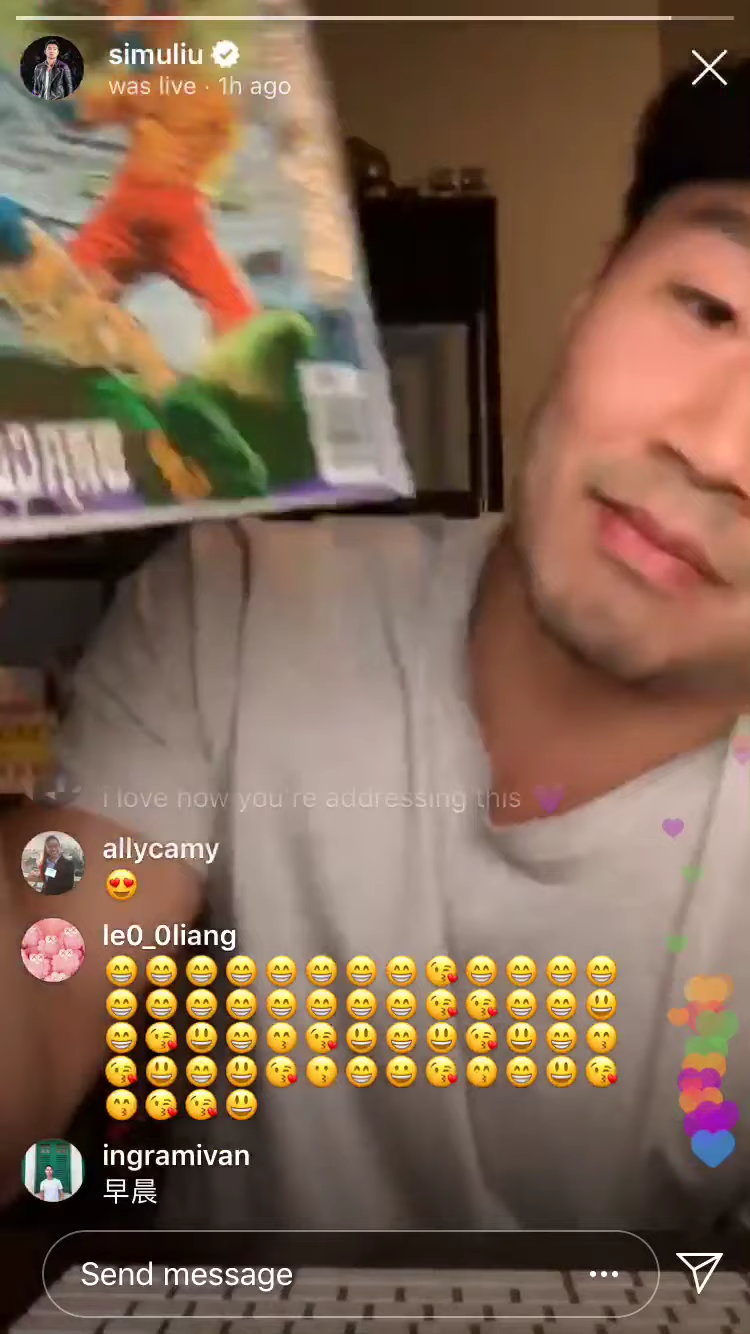 simuliu
was live · 1h ago
i love how you're addressing this 💜
allycamy
😍
le0_0liang
😁😁😁😁😁😁😁😁😘😁😁😁😁
😁😁😁😁😁😁😁😁😘😘😁😁😃
😁😘😃😁😙😘😃😁😃😘😃😁😙
😘😃😁😃😘😗😁😀😘😙😁😃😘
😙😘😘😃
ingramivan
早晨
Send message